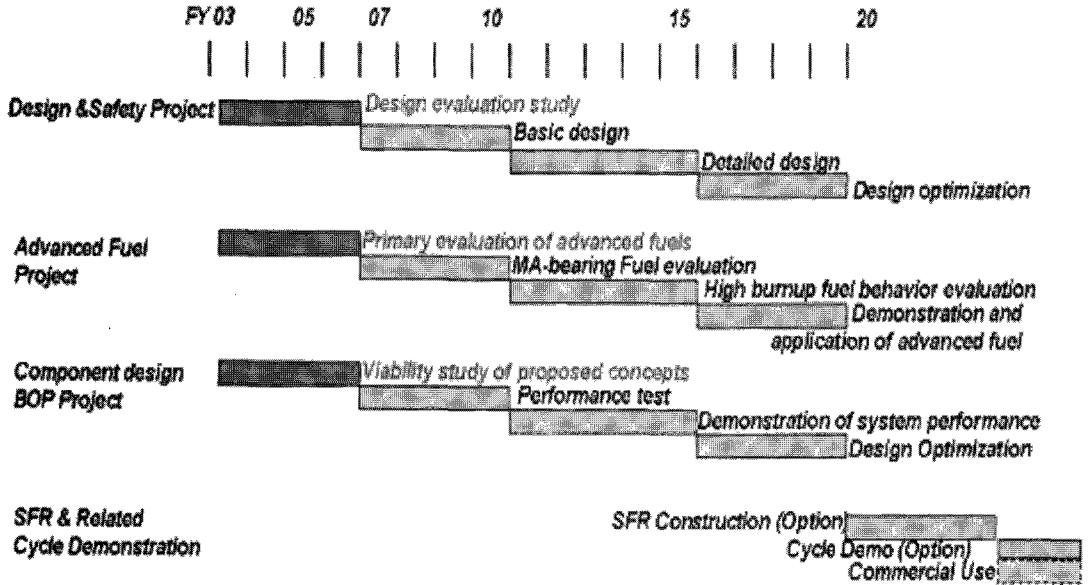 FY 03 05 07 10 15 20
Design &Safety Project
Design evaluation study
Basic design
Detailed design
Design optimization
Advanced Fuel
Project
Primary evaluation of advanced fuels
MA-bearing Fuel evaluation
High burnup fuel behavior evaluation
Demonstration and
application of advanced fuel
Component design
BOP Project
Viability study of proposed concepts
Performance test
Demonstration of system performance
Design Optimization
SFR & Related
Cycle Demonstration
SFR Construction (Option)
Cycle Demo (Option)
Commercial Use